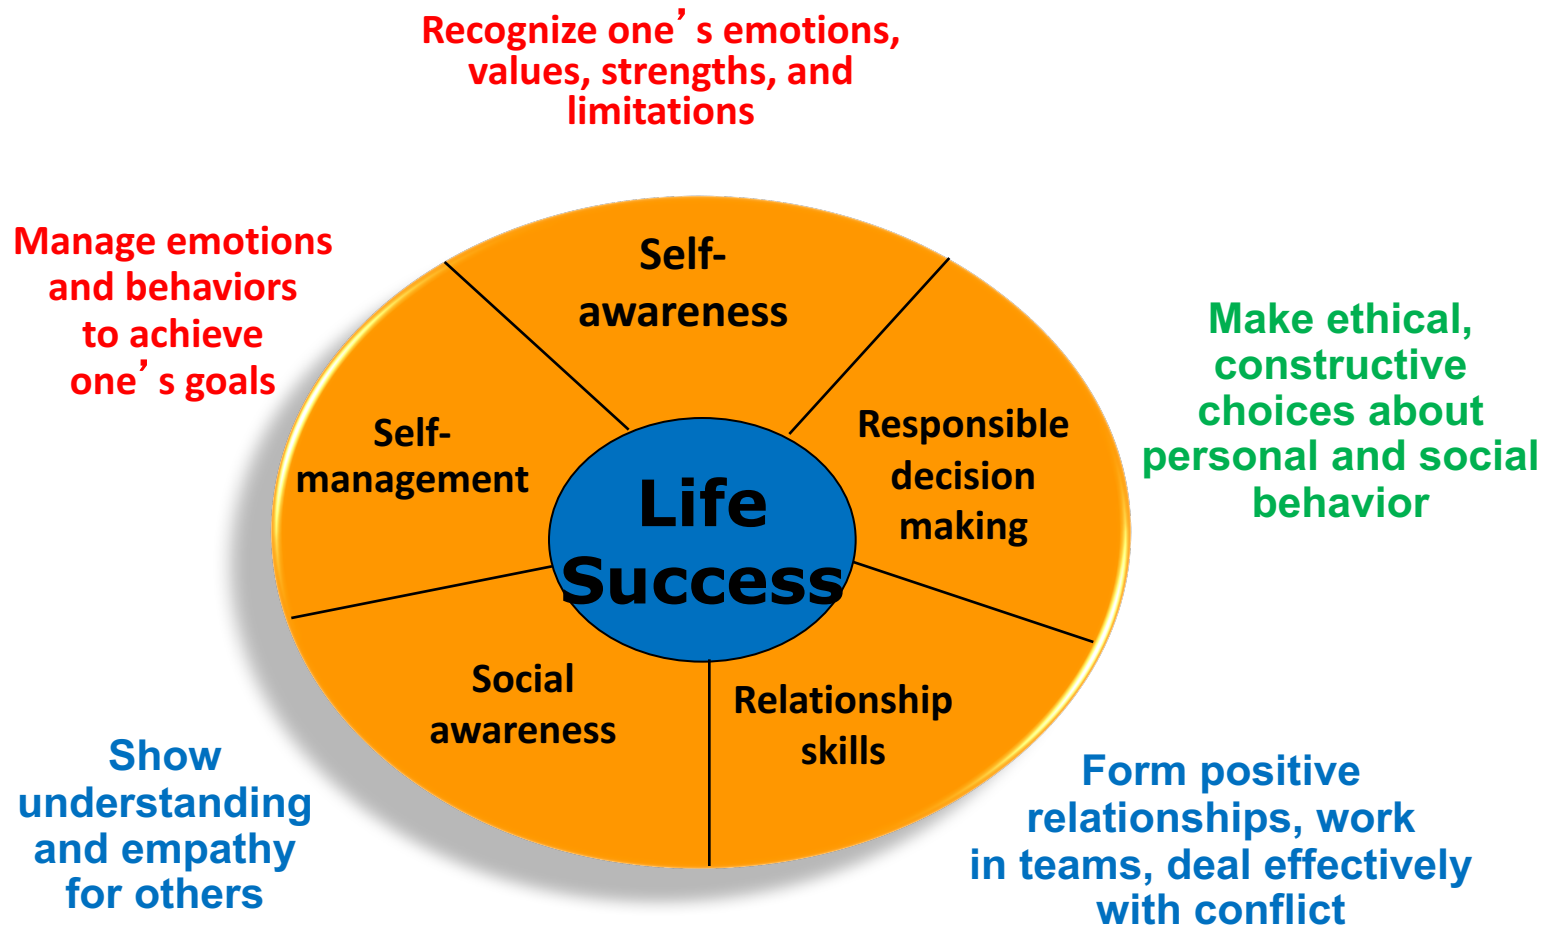 Recognize one’s emotions,
values, strengths, and
limitations
Manage emotions
and behaviors
to achieve
one’s goals
Self-
awareness
Make ethical,
constructive
choices about
personal and social
behavior
Self-
management
Responsible
decision
making
Life
Success
Social
awareness
Relationship
skills
Show
understanding
and empathy
for others
Form positive
relationships, work
in teams, deal effectively
with conflict